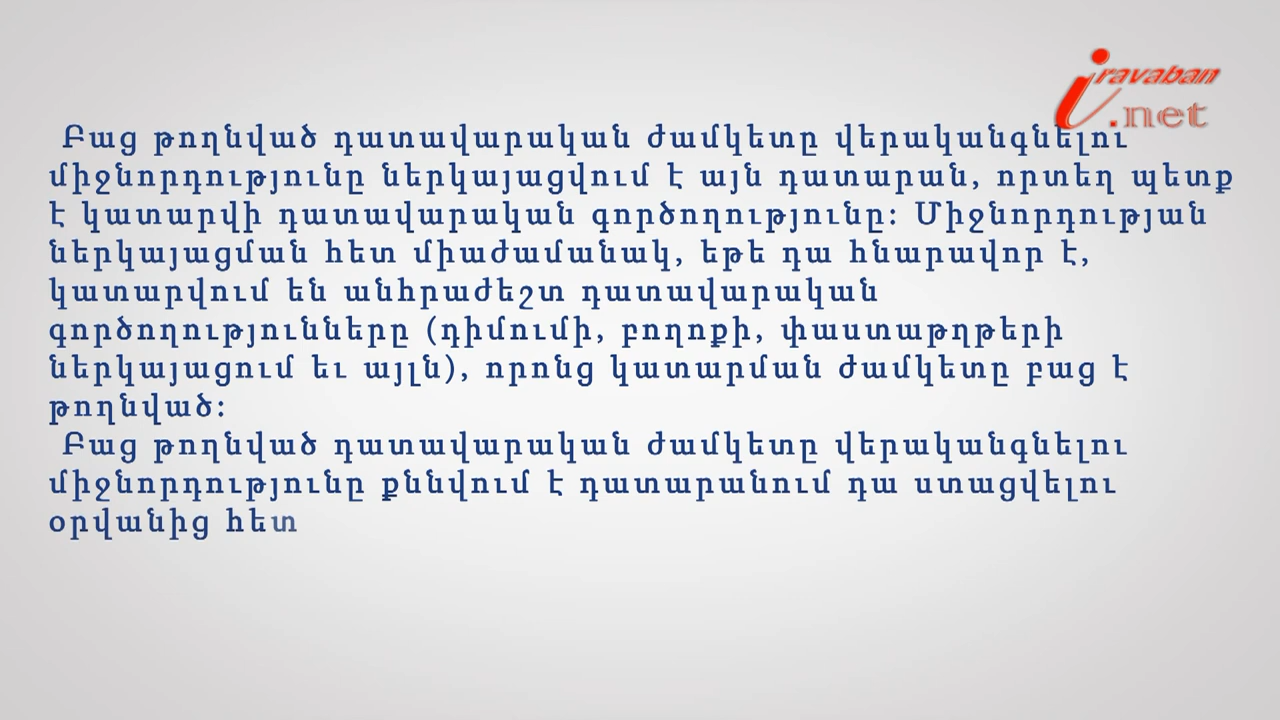 iravaban
.net
Բաց թողնված դատավարական ժամկետը վերականգնելու
միջնորդությունը ներկայացվում է այն դատարան, որտեղ պետք
է կատարվի դատավարական գործողությունը: Միջնորդության
ներկայացման հետ միաժամանակ, եթե դա հնարավոր է,
կատարվում են անհրաժեշտ դատավարական
գործողությունները (դիմումի, բողոքի, փաստաթղթերի
ներկայացում եւ այլն), որոնց կատարման ժամկետը բաց է
թողնված:
Բաց թողնված դատավարական ժամկետը վերականգնելու
միջնորդությունը քննվում է դատարանում դա ստացվելու
օրվանից հետ